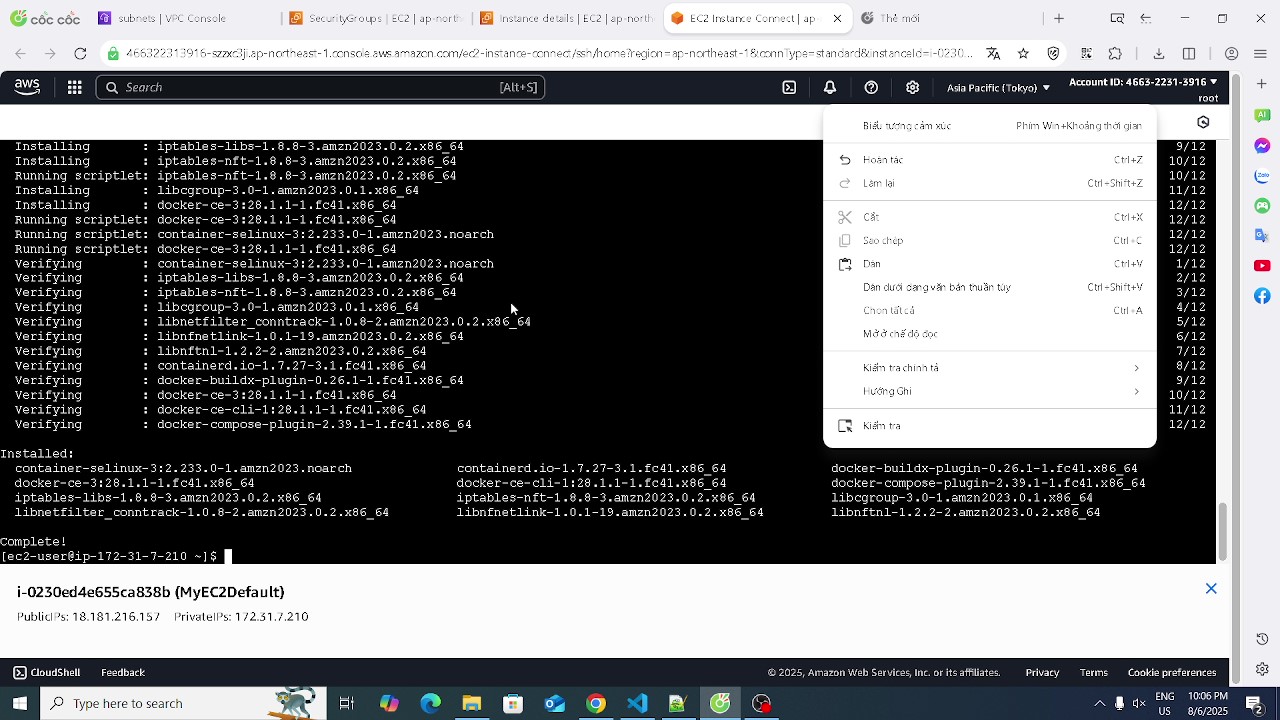 cốc cốc
subnets | VPC Console
SecurityGroups | EC2 | ap-north
Instance details | EC2 | ap-north
EC2 Instance Connect | ap-
Thẻ mới
466322313916-szzx3jap.ap-northeast-1.console.aws.amazon.com/ec2-instance-connect/ssh/home?region=ap-northeast-1&connType=standard&instanceId=i-0230...
aws
Search
[Alt+S]
Asia Pacific (Tokyo)
Account ID: 4663-2231-3916
root
Biểu tượng cảm xúc Phím Win+Khoảng thời gian
Hoàn tác Ctrl+Z
Làm lại Ctrl+Shift+Z
Cắt Ctrl+X
Sao chép Ctrl+C
Dán Ctrl+V
Dán dưới dạng văn bản thuần túy Ctrl+Shift+V
Chọn tất cả Ctrl+A
Mở ở chế độ đọc
Kiểm tra chính tả
Hướng Ghi
Kiểm tra
Installing : iptables-libs-1.8.8-3.amzn2023.0.2.x86_64 9/12
Installing : iptables-nft-1.8.8-3.amzn2023.0.2.x86_64 10/12
Running scriptlet: iptables-nft-1.8.8-3.amzn2023.0.2.x86_64 10/12
Installing : libcgroup-3.0-1.amzn2023.0.1.x86_64 11/12
Installing : docker-ce-3:28.1.1-1.fc41.x86_64 12/12
Running scriptlet: docker-ce-3:28.1.1-1.fc41.x86_64 12/12
Running scriptlet: container-selinux-3:2.233.0-1.amzn2023.noarch 12/12
Running scriptlet: docker-ce-3:28.1.1-1.fc41.x86_64 12/12
Verifying : container-selinux-3:2.233.0-1.amzn2023.noarch 1/12
Verifying : iptables-libs-1.8.8-3.amzn2023.0.2.x86_64 2/12
Verifying : iptables-nft-1.8.8-3.amzn2023.0.2.x86_64 3/12
Verifying : libcgroup-3.0-1.amzn2023.0.1.x86_64 4/12
Verifying : libnetfilter_conntrack-1.0.8-2.amzn2023.0.2.x86_64 5/12
Verifying : libnfnetlink-1.0.1-19.amzn2023.0.2.x86_64 6/12
Verifying : libnftnl-1.2.2-2.amzn2023.0.2.x86_64 7/12
Verifying : containerd.io-1.7.27-3.1.fc41.x86_64 8/12
Verifying : docker-buildx-plugin-0.26.1-1.fc41.x86_64 9/12
Verifying : docker-ce-3:28.1.1-1.fc41.x86_64 10/12
Verifying : docker-ce-cli-1:28.1.1-1.fc41.x86_64 11/12
Verifying : docker-compose-plugin-2.39.1-1.fc41.x86_64 12/12
Installed:
container-selinux-3:2.233.0-1.amzn2023.noarch containerd.io-1.7.27-3.1.fc41.x86_64 docker-buildx-plugin-0.26.1-1.fc41.x86_64
docker-ce-3:28.1.1-1.fc41.x86_64 docker-ce-cli-1:28.1.1-1.fc41.x86_64 docker-compose-plugin-2.39.1-1.fc41.x86_64
iptables-libs-1.8.8-3.amzn2023.0.2.x86_64 iptables-nft-1.8.8-3.amzn2023.0.2.x86_64 libcgroup-3.0-1.amzn2023.0.1.x86_64
libnetfilter_conntrack-1.0.8-2.amzn2023.0.2.x86_64 libnfnetlink-1.0.1-19.amzn2023.0.2.x86_64 libnftnl-1.2.2-2.amzn2023.0.2.x86_64
Complete!
[ec2-user@ip-172-31-7-210 ~]$
i-0230ed4e655ca838b (MyEC2Default)
PublicIPs: 18.181.216.157 PrivateIPs: 172.31.7.210
CloudShell
Feedback
© 2025, Amazon Web Services, Inc. or its affiliates.
Privacy
Terms
Cookie preferences
Type here to search
ENG
US
10:06 PM
8/6/2025